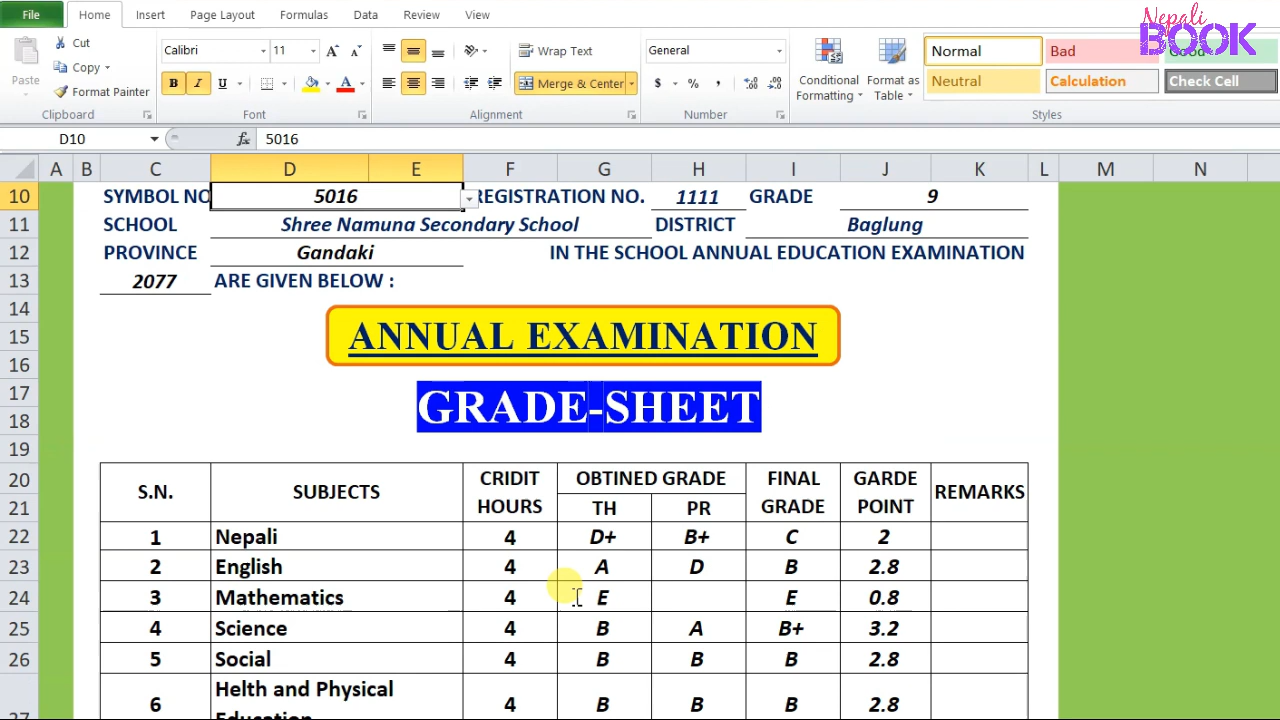 File Home Insert Page Layout Formulas Data Review View
Nepali
BOOK
Paste
Cut
Copy
Format Painter
Clipboard
Calibri 11
B I U A
Font
Wrap Text
Merge & Center
Alignment
General
$ % ,
Number
Conditional Formatting
Format as Table
Normal Bad Good
Neutral Calculation Check Cell
Styles
D10 fx 5016
A B C D E F G H I J K L M N
10 SYMBOL NO 5016 REGISTRATION NO. 1111 GRADE 9
11 SCHOOL Shree Namuna Secondary School DISTRICT Baglung
12 PROVINCE Gandaki IN THE SCHOOL ANNUAL EDUCATION EXAMINATION
13 2077 ARE GIVEN BELOW :
14
15 ANNUAL EXAMINATION
16
17 GRADE-SHEET
18
19
20 S.N. SUBJECTS CRIDIT OBTINED GRADE FINAL GARDE REMARKS
21 HOURS TH PR GRADE POINT
22 1 Nepali 4 D+ B+ C 2
23 2 English 4 A D B 2.8
24 3 Mathematics 4 E E 0.8
25 4 Science 4 B A B+ 3.2
26 5 Social 4 B B B 2.8
27 6 Helth and Physical 4 B B B 2.8
Education